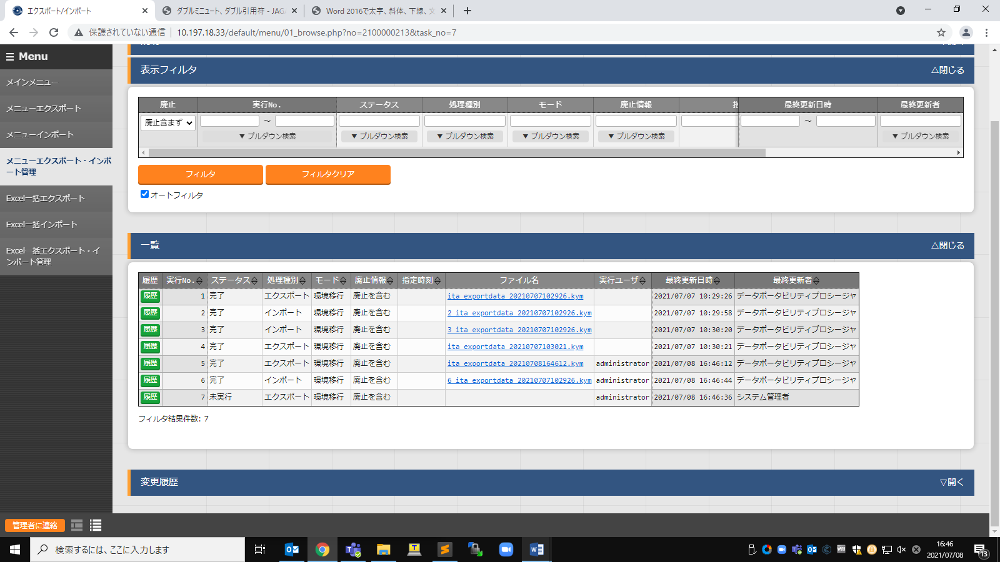 エクスポート/インポート
ダブルミニュート、ダブル引用符 - JAG
Word 2016で太字、斜体、下線、文
保護されていない通信 10.197.18.33/default/menu/01_browse.php?no=2100000213&task_no=7
Menu
メインメニュー
メニューエクスポート
メニューインポート
メニューエクスポート・インポート管理
Excel一括エクスポート
Excel一括インポート
Excel一括エクスポート・インポート管理
表示フィルタ △閉じる
廃止 実行No. ステータス 処理種別 モード 廃止情報 最終更新日時 最終更新者
廃止含まず ～ ～
▼ プルダウン検索 ▼ プルダウン検索 ▼ プルダウン検索 ▼ プルダウン検索 ▼ プルダウン検索 ▼ プルダウン検索
フィルタ フィルタクリア
オートフィルタ
一覧 △閉じる
履歴 実行No. ステータス 処理種別 モード 廃止情報 指定時刻 ファイル名 実行ユーザ 最終更新日時 最終更新者
履歴 1 完了 エクスポート 環境移行 廃止を含む ita_exportdata_20210707102926.kym 2021/07/07 10:29:26 データポータビリティプロシージャ
履歴 2 完了 インポート 環境移行 廃止を含む 2_ita_exportdata_20210707102926.kym 2021/07/07 10:29:58 データポータビリティプロシージャ
履歴 3 完了 インポート 環境移行 廃止を含む 3_ita_exportdata_20210707102926.kym 2021/07/07 10:30:20 データポータビリティプロシージャ
履歴 4 完了 エクスポート 環境移行 廃止を含む ita_exportdata_20210707103021.kym 2021/07/07 10:30:21 データポータビリティプロシージャ
履歴 5 完了 エクスポート 環境移行 廃止を含む ita_exportdata_20210708164612.kym administrator 2021/07/08 16:46:12 データポータビリティプロシージャ
履歴 6 完了 インポート 環境移行 廃止を含む 6_ita_exportdata_20210707102926.kym administrator 2021/07/08 16:46:44 データポータビリティプロシージャ
履歴 7 未実行 エクスポート 環境移行 廃止を含む administrator 2021/07/08 16:46:36 システム管理者
フィルタ結果件数: 7
変更履歴 ▽開く
管理者に連絡
検索するには、ここに入力します
16:46
2021/07/08
13